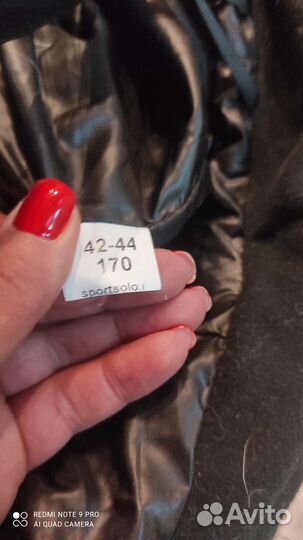 42-44
170
sportsolo.r
REDMI NOTE 9 PRO
AI QUAD CAMERA
Avito